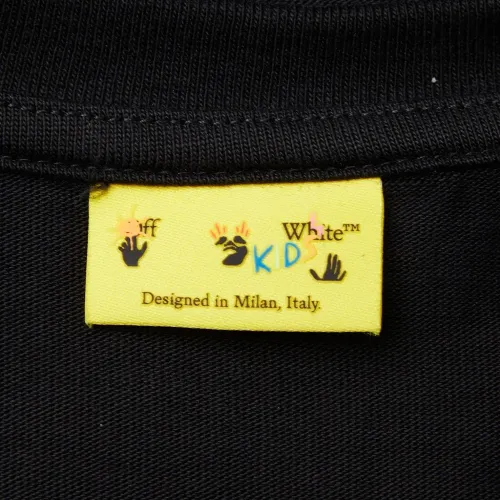 Off White™
KIDS
Designed in Milan, Italy.